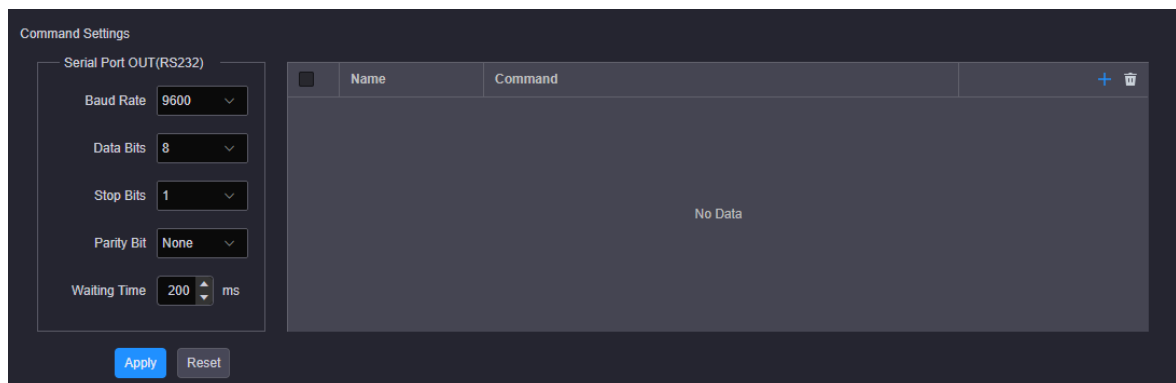 Command Settings
Serial Port OUT(RS232)
Baud Rate 9600
Data Bits 8
Stop Bits 1
Parity Bit None
Waiting Time 200 ms
Apply Reset
Name Command
No Data